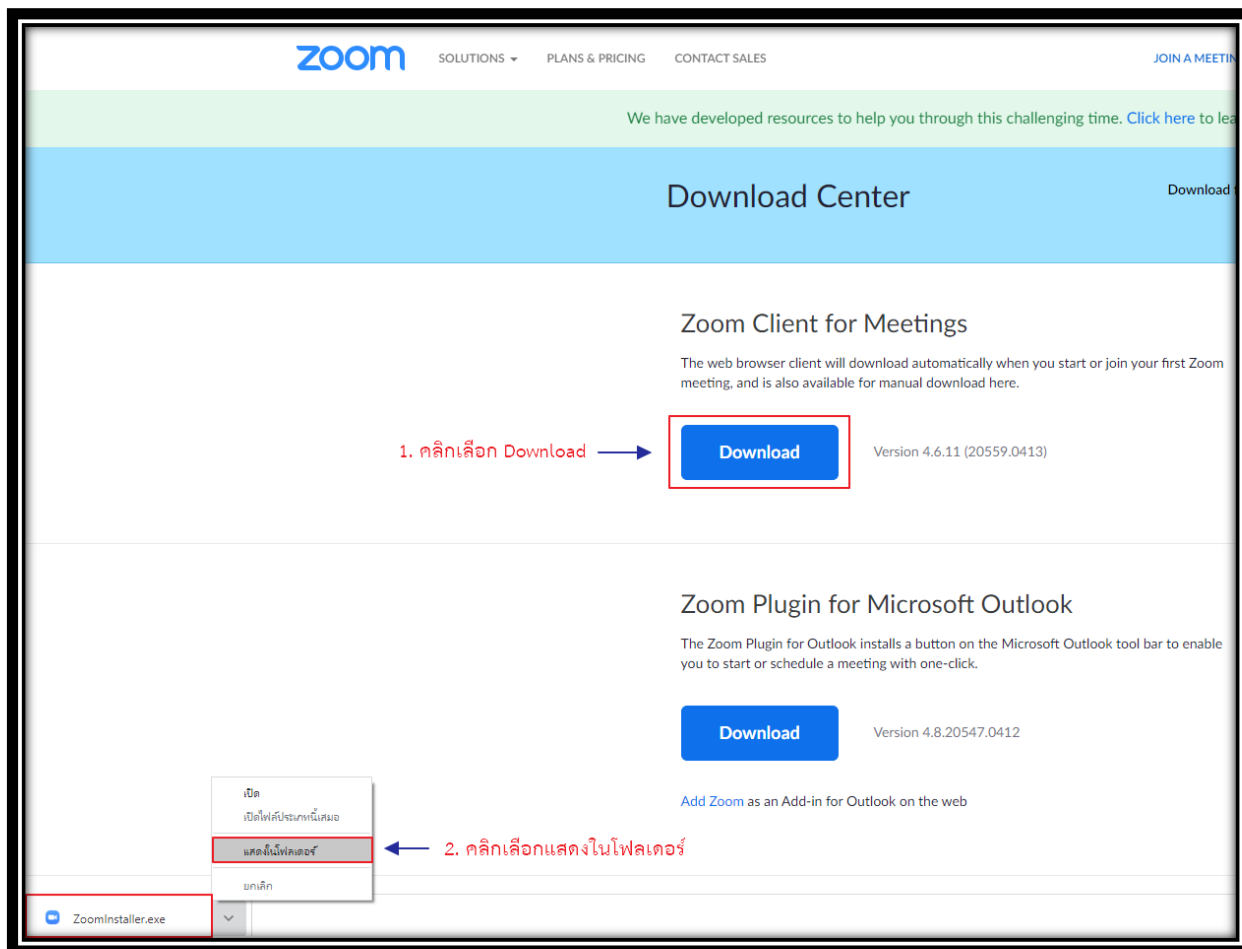 zoom SOLUTIONS PLANS & PRICING CONTACT SALES JOIN A MEETIN
We have developed resources to help you through this challenging time. Click here to lea
Download Center
Download
Zoom Client for Meetings
The web browser client will download automatically when you start or join your first Zoom
meeting, and is also available for manual download here.
1. คลิกเลือก Download
Download
Version 4.6.11 (20559.0413)
Zoom Plugin for Microsoft Outlook
The Zoom Plugin for Outlook installs a button on the Microsoft Outlook tool bar to enable
you to start or schedule a meeting with one-click.
Download
Version 4.8.20547.0412
Add Zoom as an Add-in for Outlook on the web
เปิด
เปิดไฟล์ประเภทนี้เสมอ
แสดงในโฟลเดอร์
2. คลิกเลือกแสดงในโฟลเดอร์
ยกเลิก
ZoomInstaller.exe